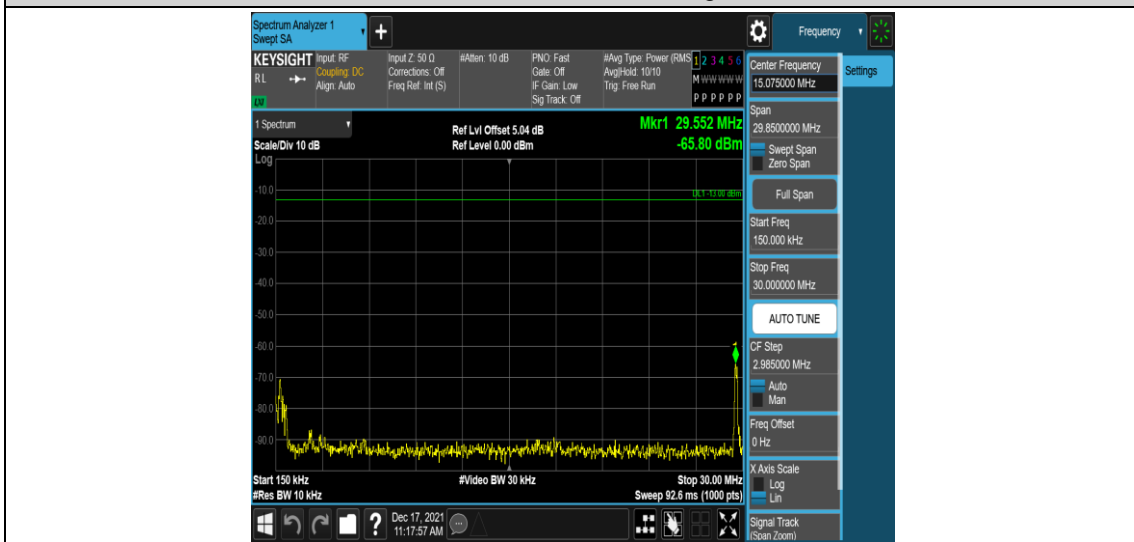 Spectrum Analyzer 1
Swept SA
+
Frequency
KEYSIGHT
RL
LXI
Input: RF
Coupling: DC
Align: Auto
Input Z: 50 Ω
Corrections: Off
Freq Ref: Int (S)
#Atten: 10 dB
PNO: Fast
Gate: Off
IF Gain: Low
Sig Track: Off
#Avg Type: Power (RMS
Avg|Hold: 10/10
Trig: Free Run
1 2 3 4 5 6
M W W W W W
P P P P P P
1 Spectrum
Scale/Div 10 dB
Log
Ref Lvl Offset 5.04 dB
Ref Level 0.00 dBm
Mkr1 29.552 MHz
-65.80 dBm
DL1 -13.00 dBm
-10.0
-20.0
-30.0
-40.0
-50.0
-60.0
-70.0
-80.0
-90.0
Start 150 kHz
#Res BW 10 kHz
#Video BW 30 kHz
Stop 30.00 MHz
Sweep 92.6 ms (1000 pts)
Dec 17, 2021
11:17:57 AM
?
Center Frequency
15.075000 MHz
Settings
Span
29.8500000 MHz
Swept Span
Zero Span
Full Span
Start Freq
150.000 kHz
Stop Freq
30.000000 MHz
AUTO TUNE
CF Step
2.985000 MHz
Auto
Man
Freq Offset
0 Hz
X Axis Scale
Log
Lin
Signal Track
(Span Zoom)